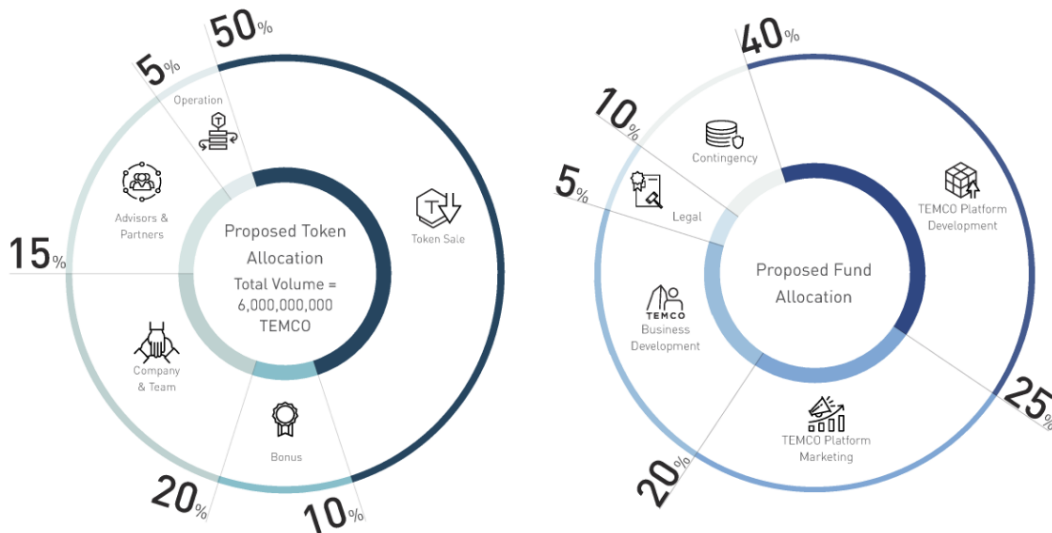 50%
5%
Operation
Advisors &
Partners
T
T
Token Sale
15%
Proposed Token
Allocation
Total Volume =
6,000,000,000
TEMCO
Company
& Team
Bonus
20%
10%
40%
10%
Contingency
5%
Legal
TEMCO Platform
Development
Proposed Fund
Allocation
TEMCO
Business
Development
25%
TEMCO Platform
Marketing
20%